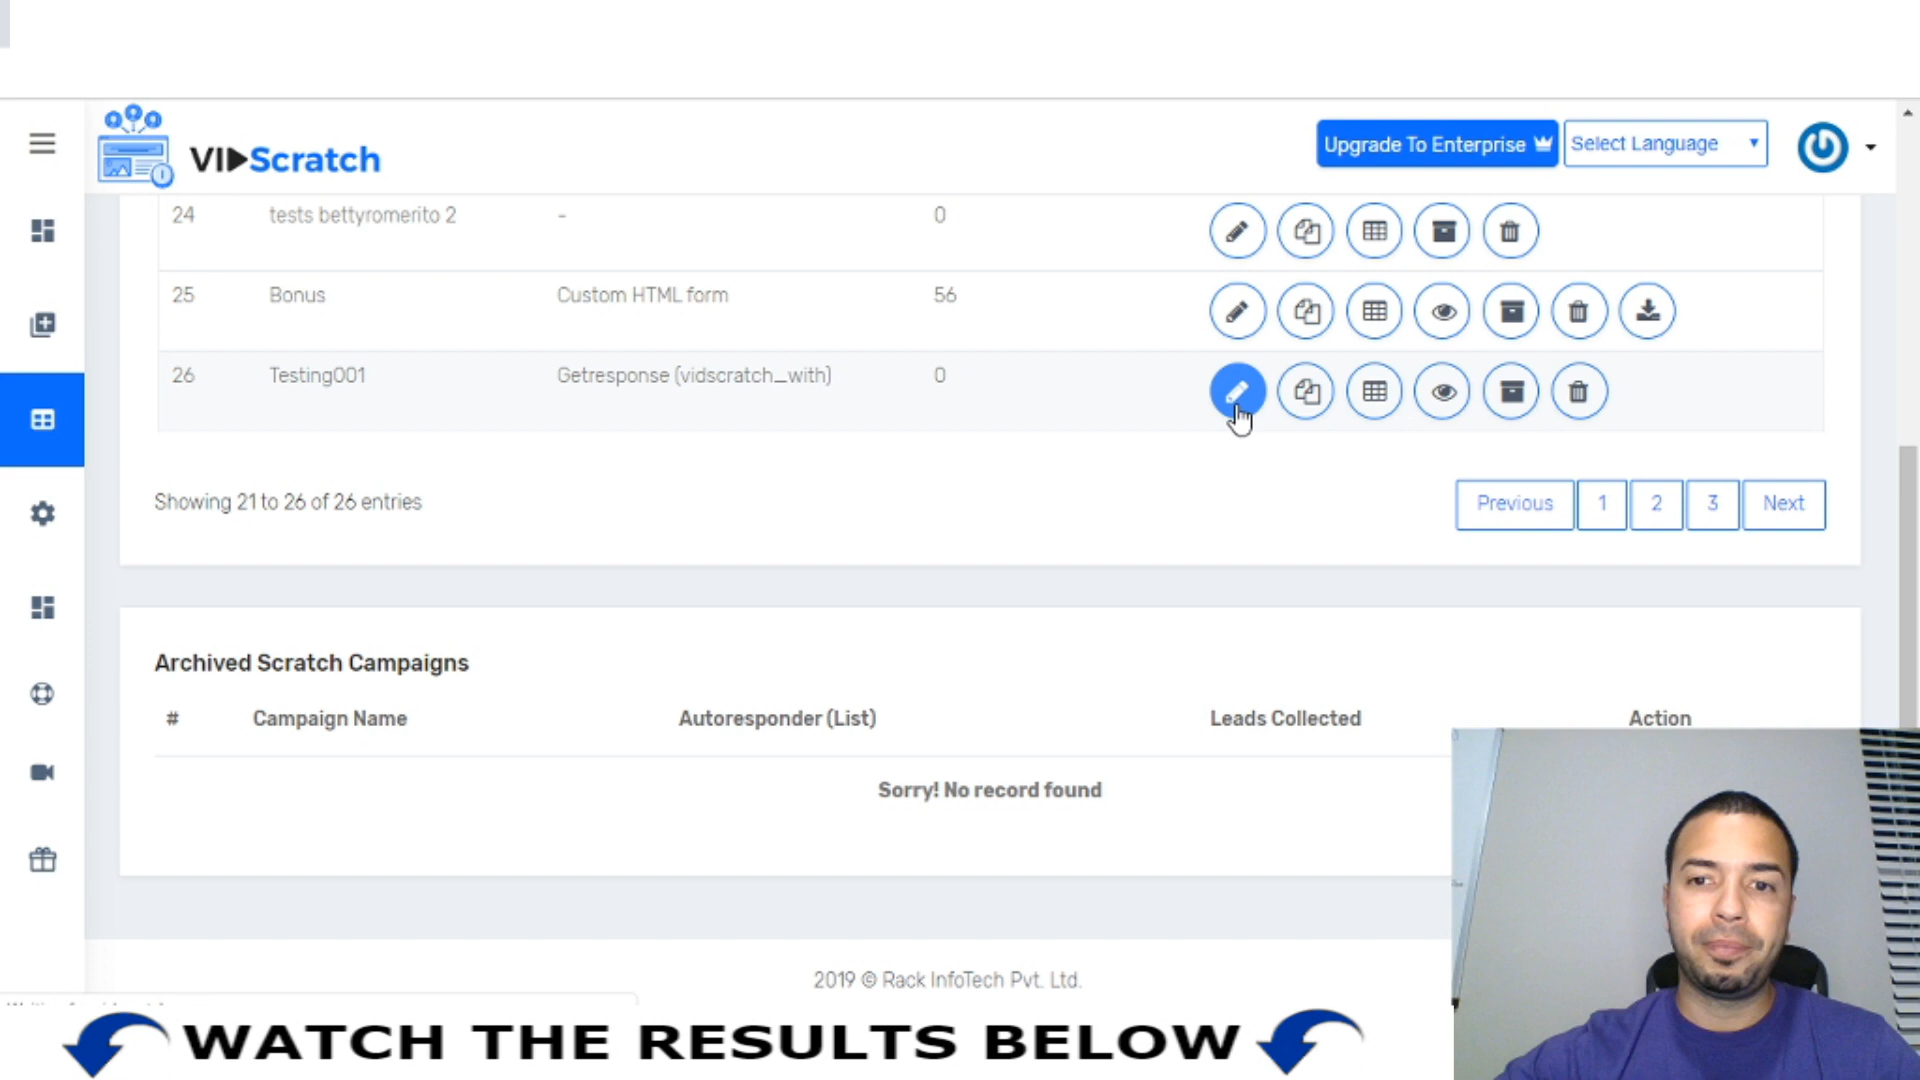 VIDScratch
Upgrade To Enterprise
Select Language
24 tests bettyromerito 2 - 0
25 Bonus Custom HTML form 56
26 Testing001 Getresponse (vidscratch_with) 0
Showing 21 to 26 of 26 entries
Previous 1 2 3 Next
Archived Scratch Campaigns
# Campaign Name Autoresponder (List) Leads Collected Action
Sorry! No record found
2019 © Rack InfoTech Pvt. Ltd.
WATCH THE RESULTS BELOW